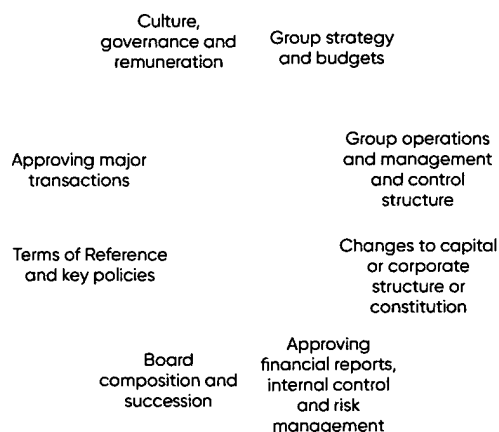 Culture,
governance and
remuneration
Group strategy
and budgets
Group operations
and management
and control
structure
Changes to capital
or corporate
structure or
constitution
Approving
financial reports,
internal control
and risk
management
Board
composition and
succession
Terms of Reference
and key policies
Approving major
transactions